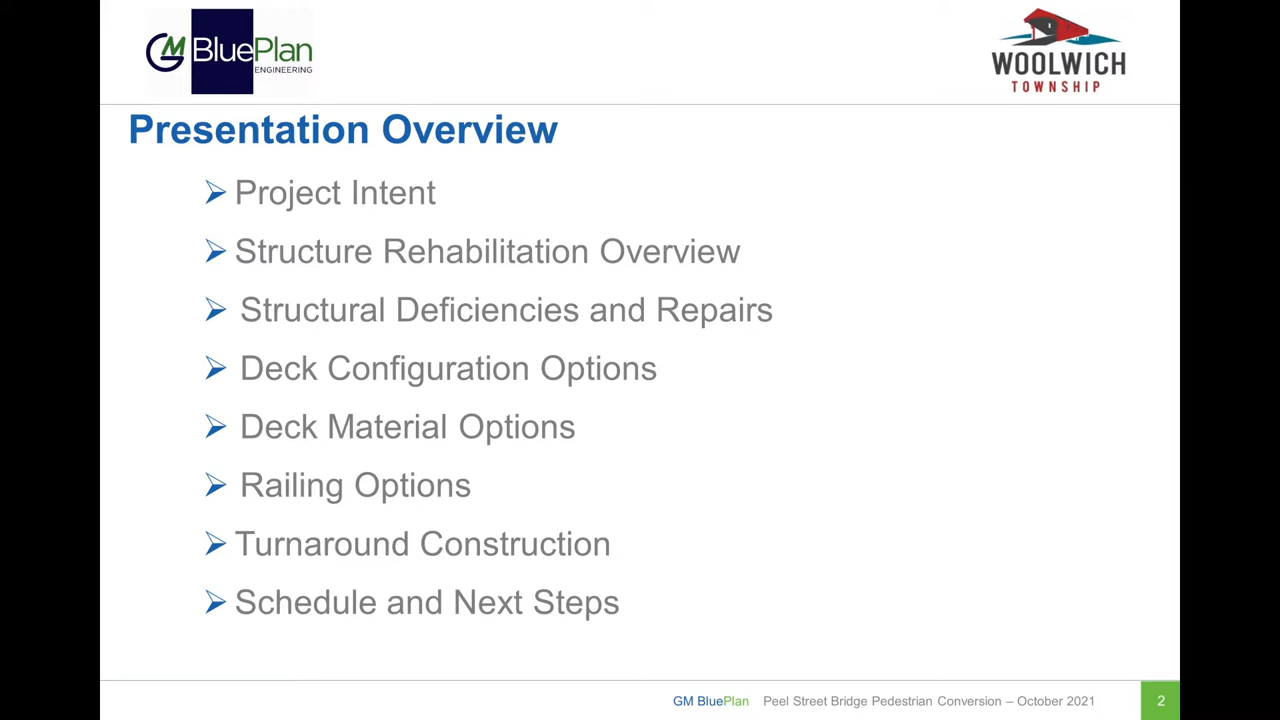 GM BluePlan
ENGINEERING
WOOLWICH
TOWNSHIP
Presentation Overview
Project Intent
Structure Rehabilitation Overview
Structural Deficiencies and Repairs
Deck Configuration Options
Deck Material Options
Railing Options
Turnaround Construction
Schedule and Next Steps
GM BluePlan Peel Street Bridge Pedestrian Conversion – October 2021 2